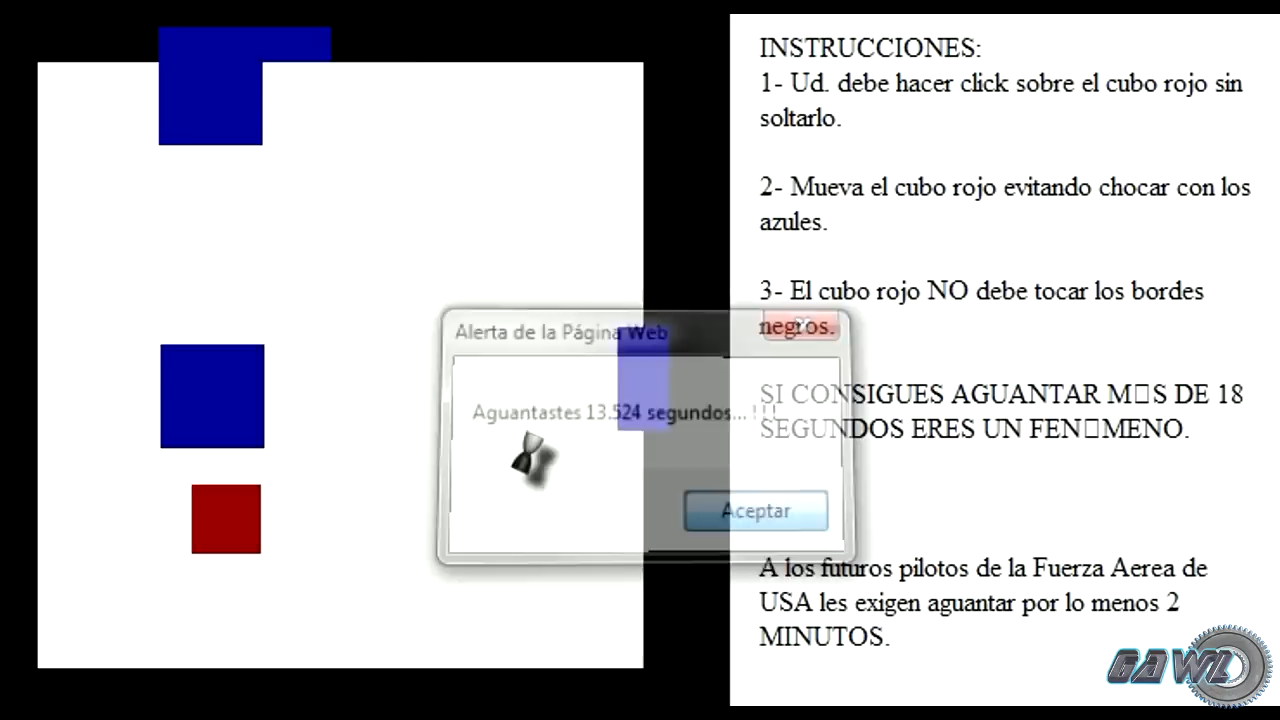 INSTRUCCIONES:
1- Ud. debe hacer click sobre el cubo rojo sin
soltarlo.
2- Mueva el cubo rojo evitando chocar con los
azules.
3- El cubo rojo NO debe tocar los bordes
negros.
SI CONSIGUES AGUANTAR M□S DE 18
SEGUNDOS ERES UN FEN□MENO.
A los futuros pilotos de la Fuerza Aerea de
USA les exigen aguantar por lo menos 2
MINUTOS.
Alerta de la Página Web
Aguantastes 13.524 segundos... !!!
Aceptar
GAWL